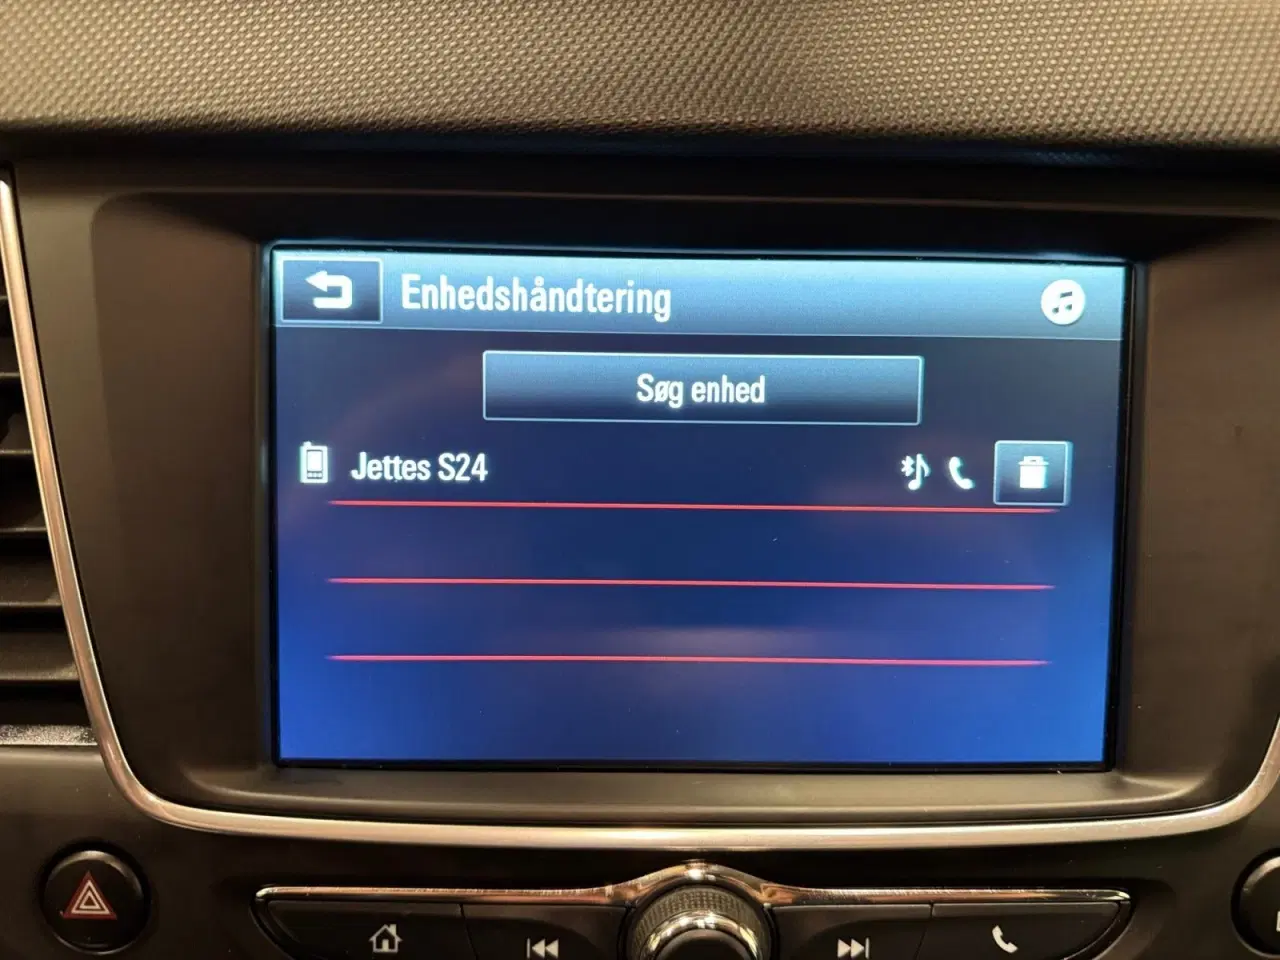 Enhedshåndtering
Søg enhed
Jettes S24